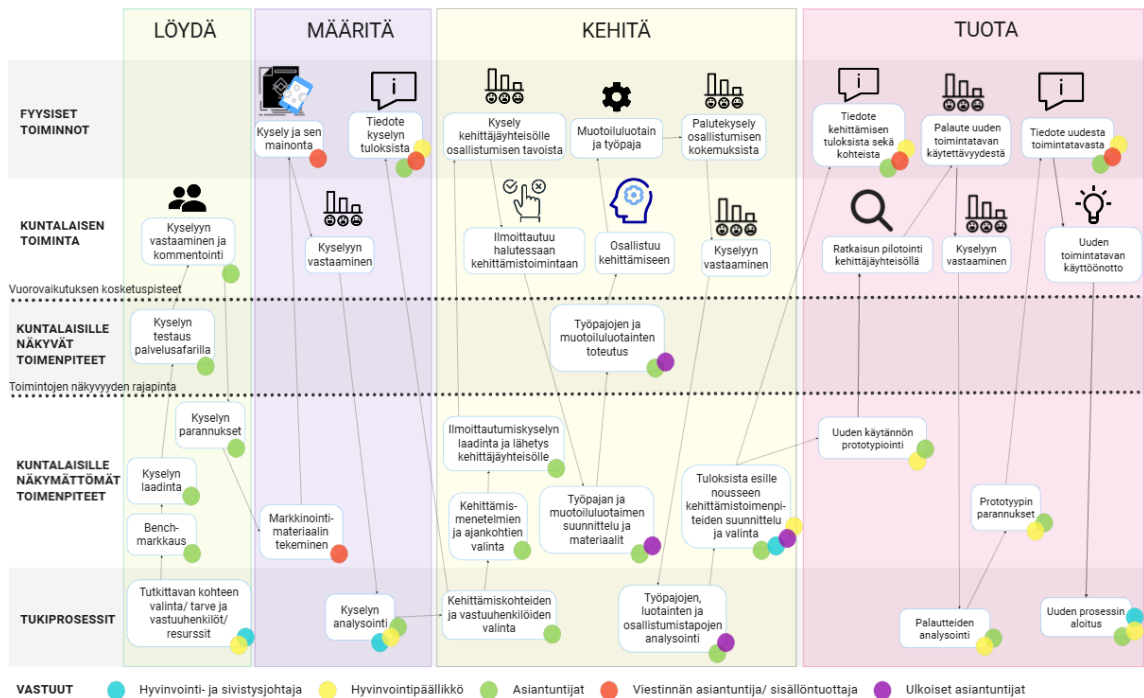 LÖYDÄ
MÄÄRITÄ
KEHITÄ
TUOTA
FYYSISET
TOIMINNOT
Kysely ja sen
mainonta
Tiedote
kyselyn
tuloksista
Kysely
kehittäjäyhteisölle
osallistumisen tavoista
Muotoiluluotain
ja työpaja
Palutekysely
osallistumisen
kokemuksista
Tiedote
kehittämisen
tuloksista sekä
kohteista
Palaute uuden
toimintatavan
käytettävyydestä
Tiedote uudesta
toimintatavasta
KUNTALAISEN
TOIMINTA
Kyselyyn
vastaaminen ja
kommentointi
Kyselyyn
vastaaminen
Ilmoittautuu
halutessaan
kehittämistoimintaan
Osallistuu
kehittämiseen
Kyselyyn
vastaaminen
Ratkaisun pilotointi
kehittäjäyhteisöllä
Kyselyyn
vastaaminen
Uuden
toimintatavan
käyttöönotto
Vuorovaikutuksen kosketuspisteet
KUNTALAISILLE
NÄKYVÄT
TOIMENPITEET
Kyselyn
testaus
palvelusafarilla
Työpajojen ja
muotoiluluotainten
toteutus
Toimintojen näkyvyyden rajapinta
KUNTALAISILLE
NÄKYMÄTTÖMÄT
TOIMENPITEET
Kyselyn
parannukset
Kyselyn
laadinta
Bench-
markkaus
Markkinointi-
materiaalin
tekeminen
Ilmoittautumiskyselyn
laadinta ja lähetys
kehittäjäyhteisölle
Kehittämis-
menetelmien
ja ajankohtien
valinta
Työpajan ja
muotoiluluotaimen
suunnittelu ja
materiaalit
Tuloksista esille
nousseen
kehittämistoimenpi-
teiden suunnittelu
ja valinta
Uuden käytännön
prototypiointi
Prototyypin
parannukset
TUKIPROSESSIT
Tutkittavan kohteen
valinta/ tarve ja
vastuuhenkilöt/
resurssit
Kyselyn
analysointi
Kehittämiskohteiden
ja vastuuhenkilöiden
valinta
Työpajojen,
luotainten ja
osallistumistapojen
analysointi
Palautteiden
analysointi
Uuden prosessin
aloitus
VASTUUT
Hyvinvointi- ja sivistysjohtaja
Hyvinvointipäällikkö
Asiantuntijat
Viestinnän asiantuntija/ sisällöntuottaja
Ulkoiset asiantuntijat